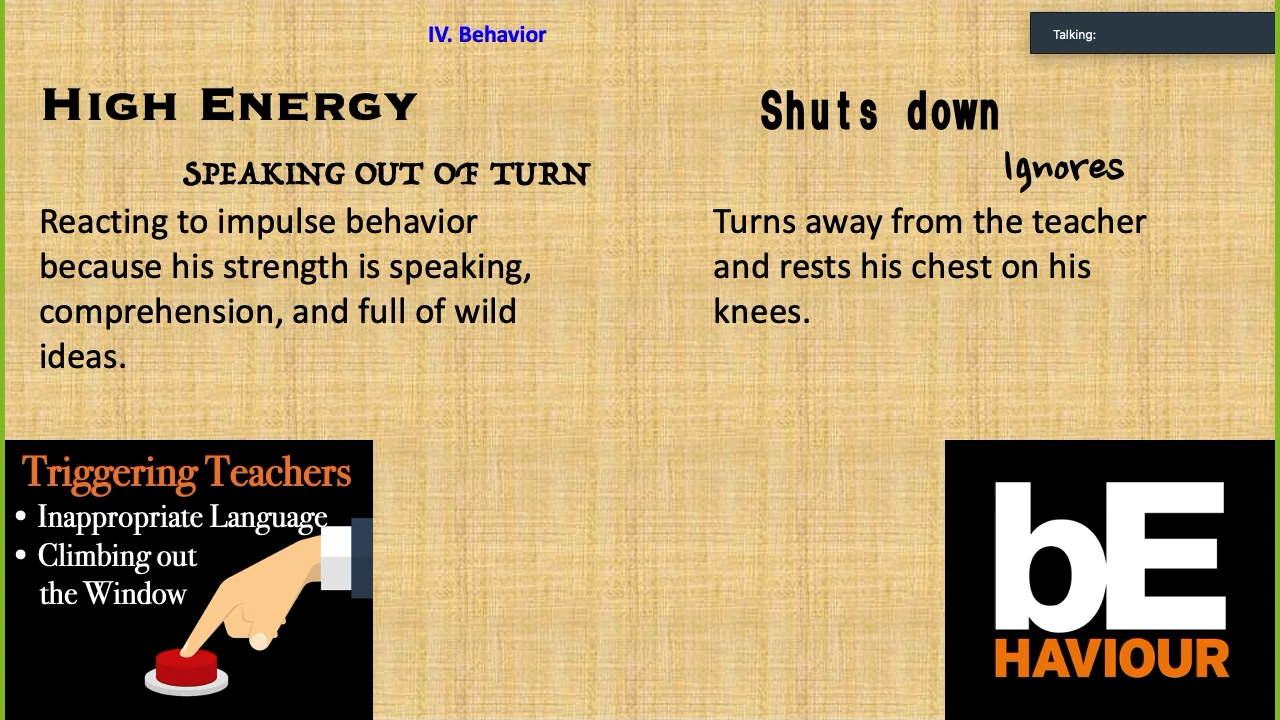 IV. Behavior
Talking:
High Energy
Speaking out of turn
Reacting to impulse behavior
because his strength is speaking,
comprehension, and full of wild
ideas.
Shuts down
Ignores
Turns away from the teacher
and rests his chest on his
knees.
Triggering Teachers
• Inappropriate Language
• Climbing out
the Window
bE
HAVIOUR